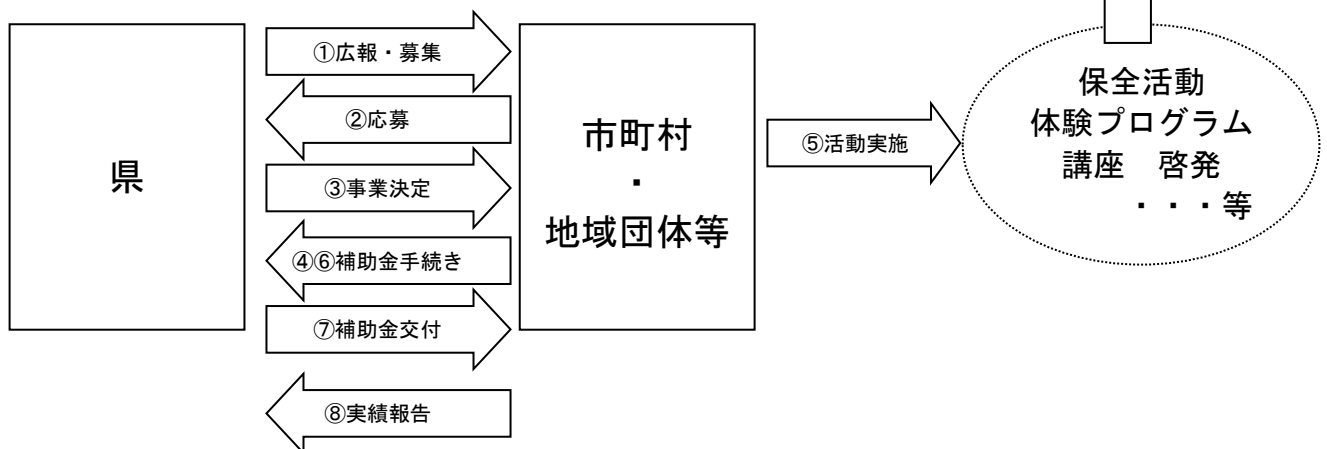 県
①広報・募集
②応募
③事業決定
④⑥補助金手続き
⑦補助金交付
⑧実績報告
市町村
・
地域団体等
⑤活動実施
保全活動
体験プログラム
講座　啓発
・・・等